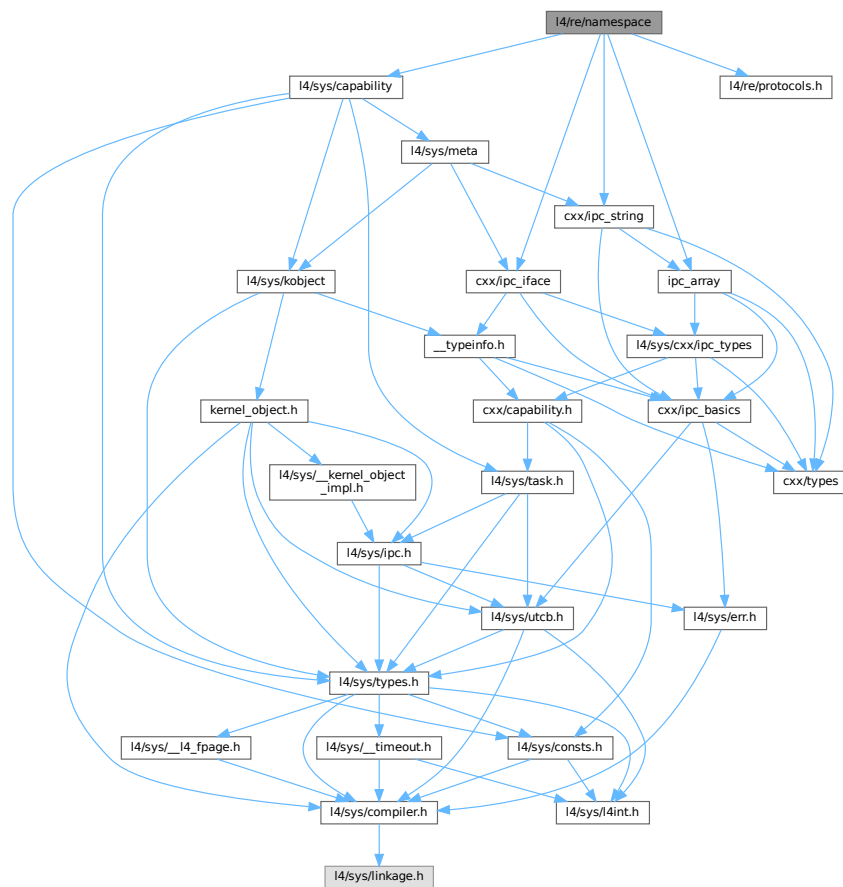 l4/re/namespace
l4/sys/capability
l4/re/protocols.h
l4/sys/meta
cxx/ipc_string
l4/sys/kobject
cxx/ipc_iface
ipc_array
__typeinfo.h
l4/sys/cxx/ipc_types
kernel_object.h
cxx/capability.h
cxx/ipc_basics
l4/sys/__kernel_object
_impl.h
l4/sys/task.h
cxx/types
l4/sys/ipc.h
l4/sys/utcb.h
l4/sys/err.h
l4/sys/types.h
l4/sys/__l4_fpage.h
l4/sys/__timeout.h
l4/sys/consts.h
l4/sys/compiler.h
l4/sys/l4int.h
l4/sys/linkage.h